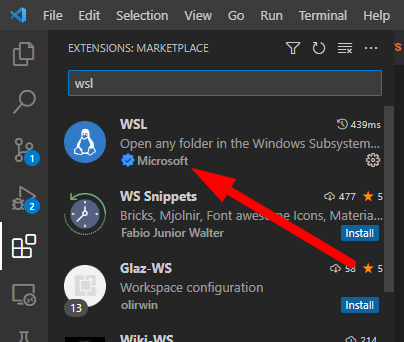 File Edit Selection View Go Run Terminal Help
EXTENSIONS: MARKETPLACE
wsl
WSL 439ms
Open any folder in the Windows Subsystem...
Microsoft
WS Snippets 477 5
Bricks, Mjolnir, Font awesome Icons, Materia...
Fabio Junior Walter Install
Glaz-WS 58 5
Workspace configuration
olirwin Install
13
Wiki-WS 214
1
2